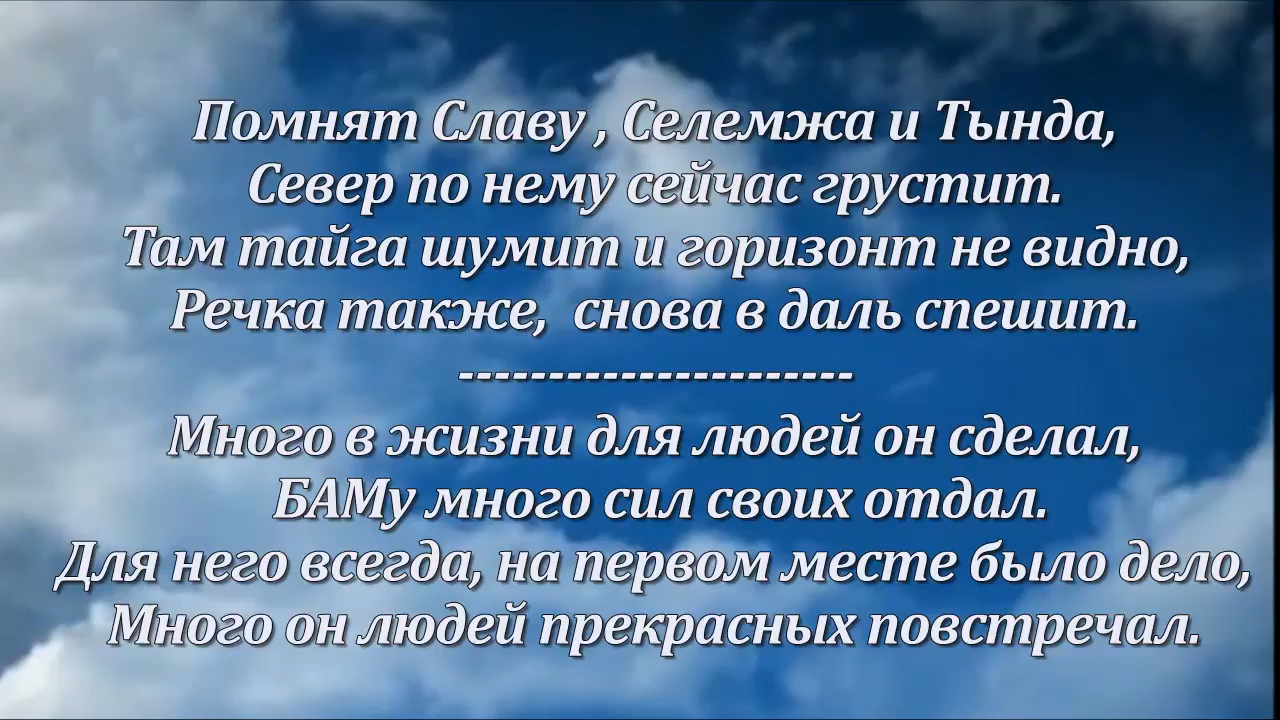 Помнят Славу , Селемжа и Тында,
Север по нему сейчас грустит.
Там тайга шумит и горизонт не видно,
Речка также, снова в даль спешит.
----------------------
Много в жизни для людей он сделал,
БАМу много сил своих отдал.
Для него всегда, на первом месте было дело,
Много он людей прекрасных повстречал.